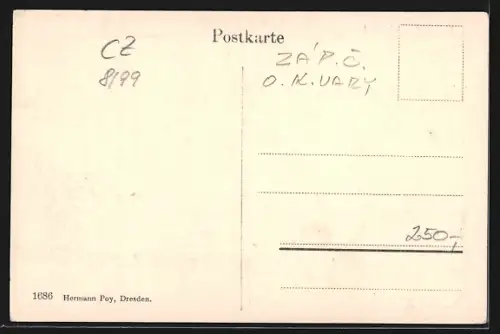 Postkarte
CZ
8/99
ZÁP.Č.
O.K.VARY
250,-
1686 Hermann Poy, Dresden.